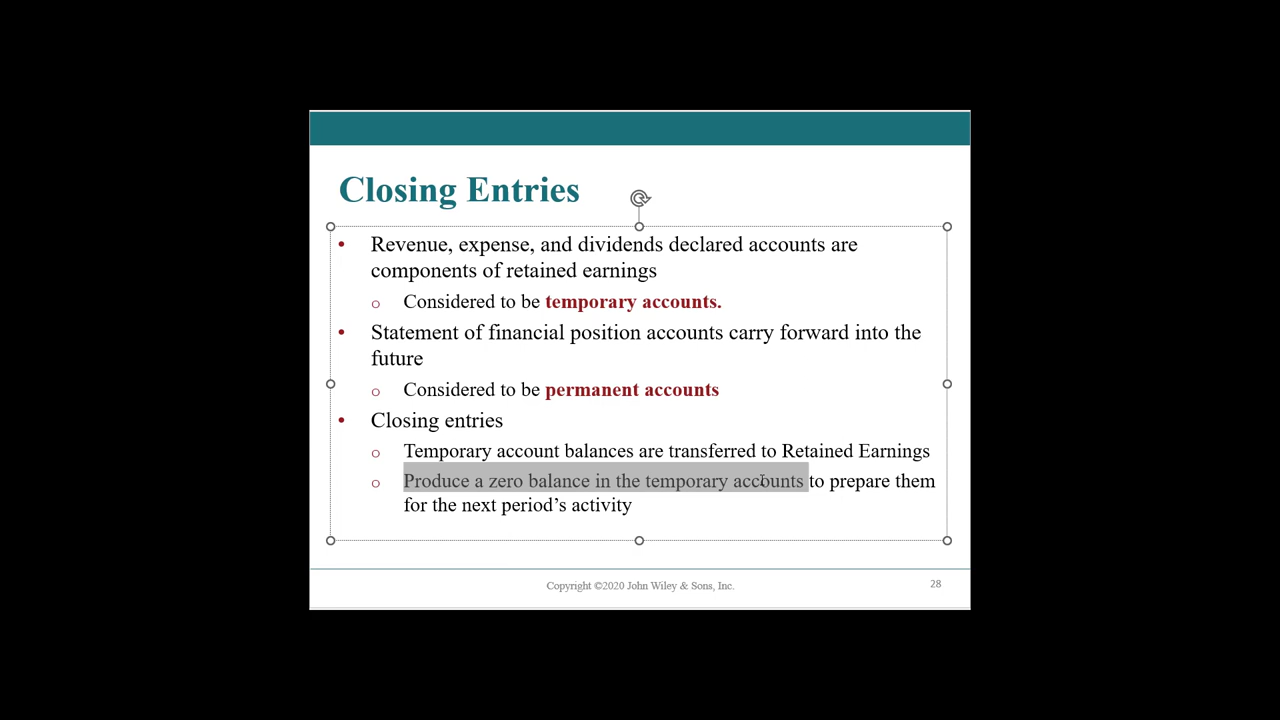 Closing Entries
• Revenue, expense, and dividends declared accounts are
components of retained earnings
o Considered to be temporary accounts.
• Statement of financial position accounts carry forward into the
future
o Considered to be permanent accounts
• Closing entries
o Temporary account balances are transferred to Retained Earnings
o Produce a zero balance in the temporary accounts to prepare them
for the next period’s activity
Copyright ©2020 John Wiley & Sons, Inc.
28